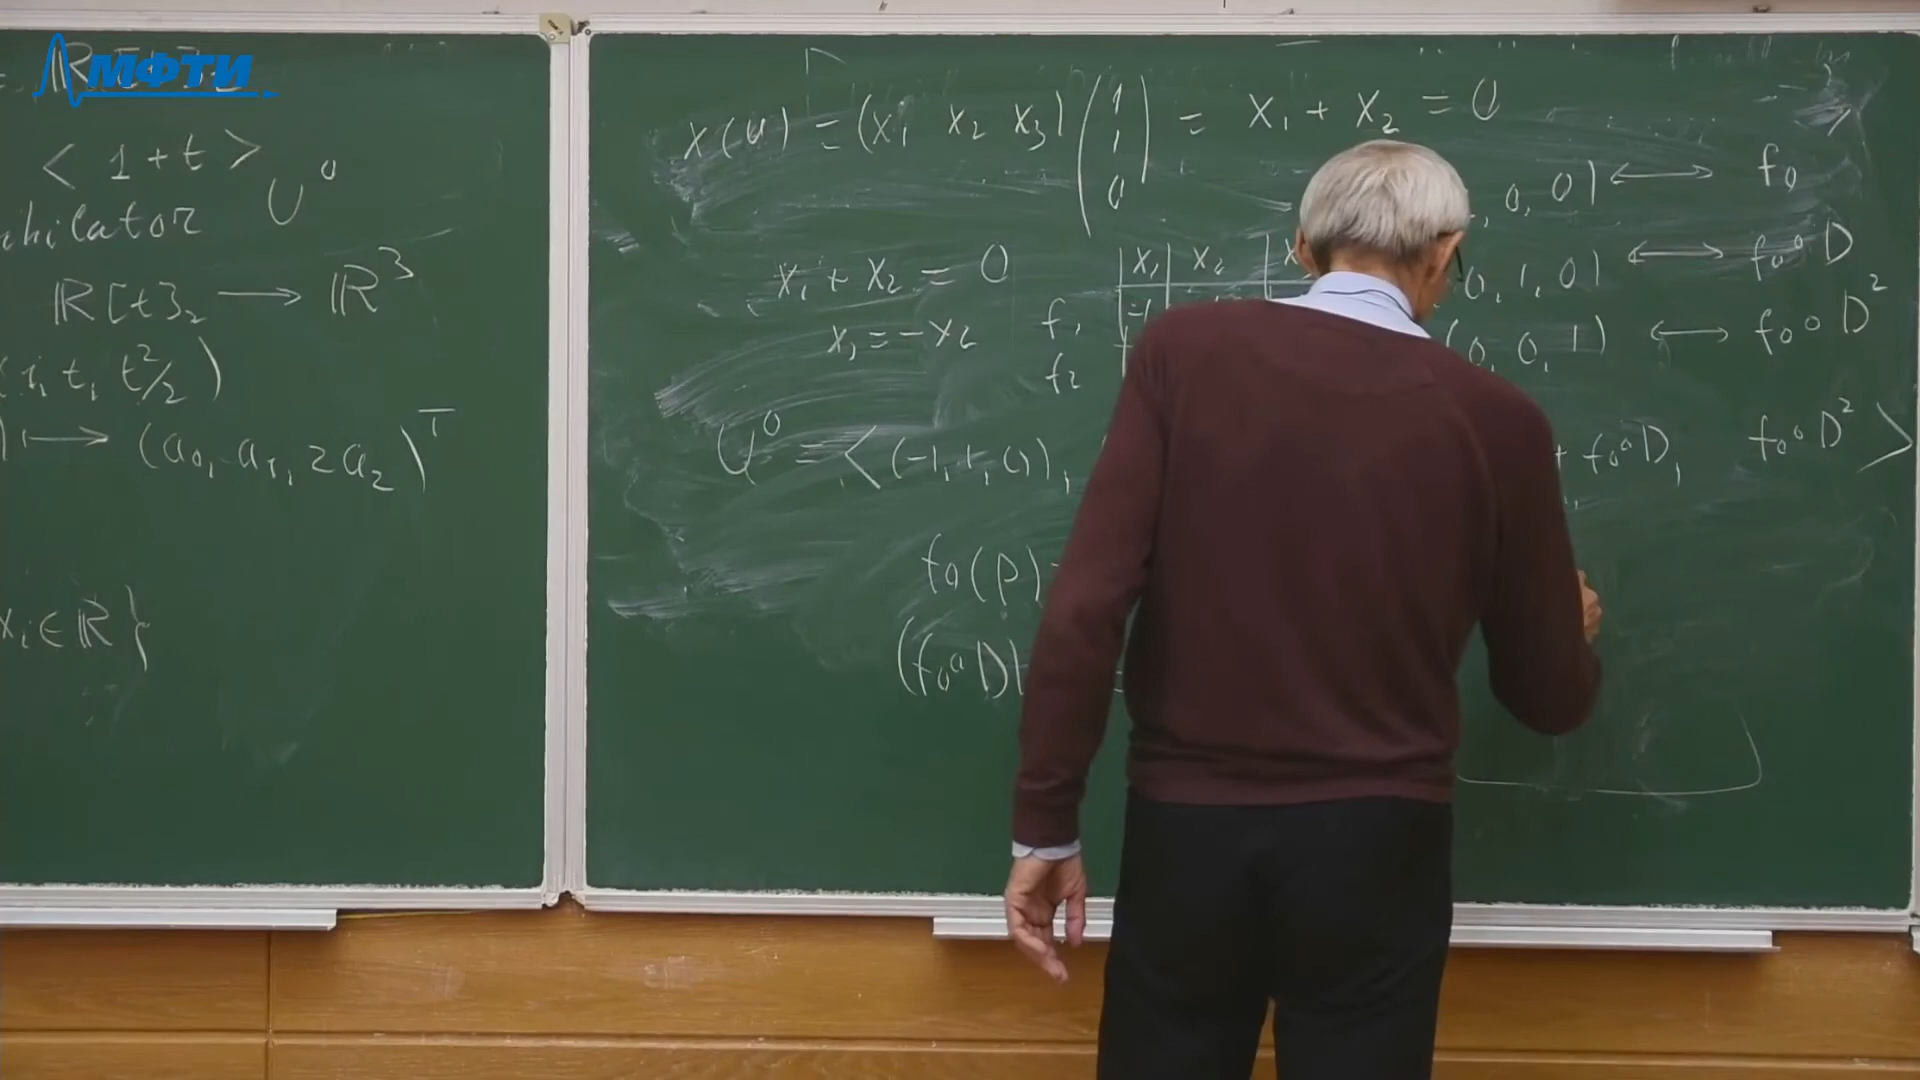 МФТИ
< 1 + t >
U⁰
ℝ[t]₂ → ℝ³
(1, t, t²/2)
↦ (a₀, a₁, 2a₂)ᵀ
xᵢ ∈ ℝ}
x(u) = (x₁ x₂ x₃) (1 1 0) = x₁ + x₂ = 0
, 0, 0) ↔ f₀
x₁ + x₂ = 0
x₁ = -x₂
x₁ x₂
f₁
f₂
0, 1, 0) ↔ f₀∘D
(0, 0, 1) ↔ f₀∘D²
U⁰ = < (-1, 1, 0),
+ f₀∘D, f₀∘D² >
f₀(p)
(f₀∘D)